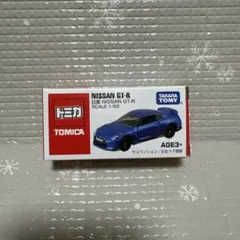 トミカ
TOMICA
NISSAN GT-R
日産 NISSAN GT-R
SCALE 1:62
TAKARA
TOMY
AGE3+